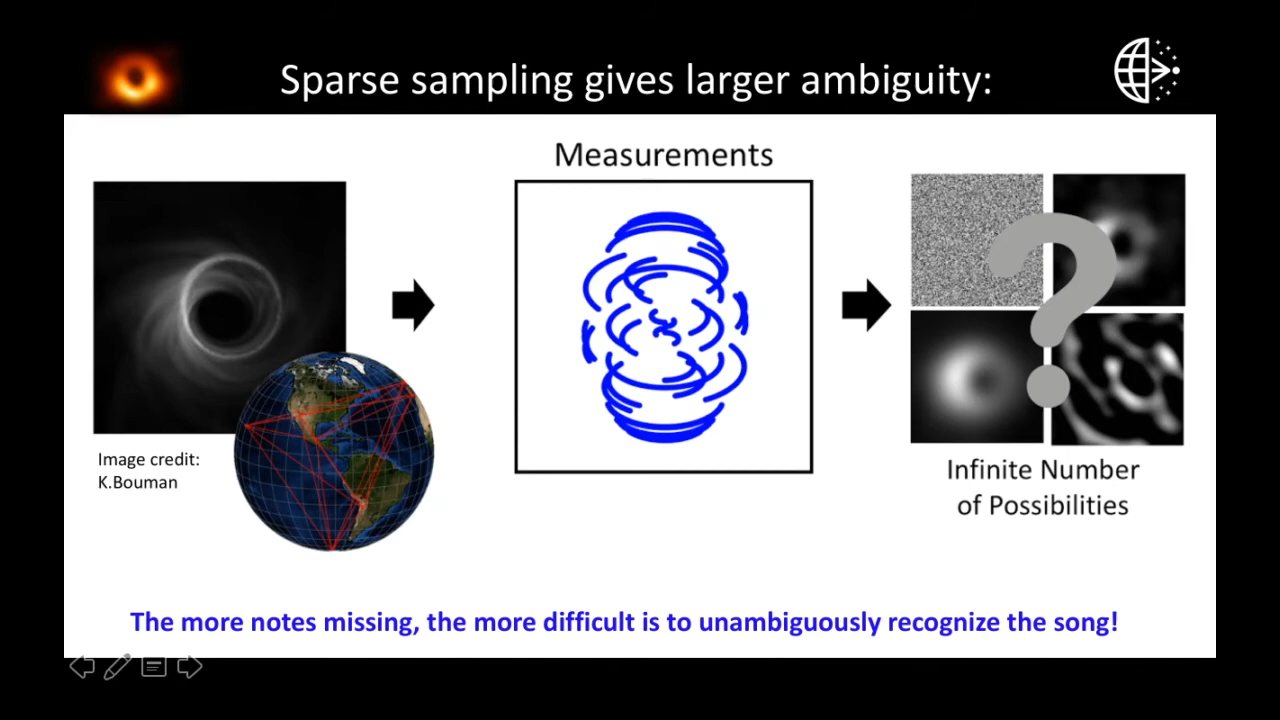 Sparse sampling gives larger ambiguity:
Measurements
Image credit:
K.Bouman
Infinite Number
of Possibilities
The more notes missing, the more difficult is to unambiguously recognize the song!